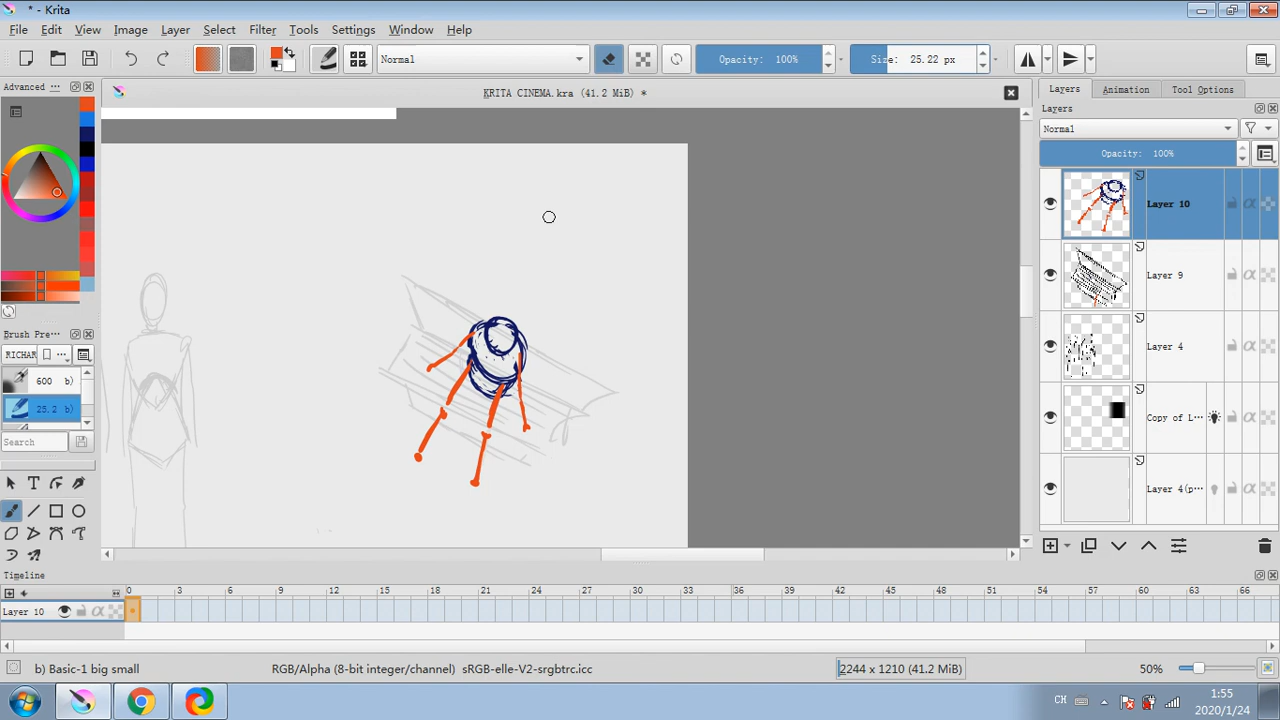 * - Krita
File Edit View Image Layer Select Filter Tools Settings Window Help
Normal Opacity: 100% Size: 25.22 px
Advanced
KRITA CINEMA.kra (41.2 MiB) *
Layers Animation Tool Options
Layers
Normal
Opacity: 100%
Layer 10
Layer 9
Layer 4
Copy of L...
Layer 4(p...
Brush Pre...
RICHAR
600 b)
25.2 b)
Search
Timeline
0 3 6 9 12 15 18 21 24 27 30 33 36 39 42 45 48 51 54 57 60 63 66
Layer 10
b) Basic-1 big small RGB/Alpha (8-bit integer/channel) sRGB-elle-V2-srgbtrc.icc 2244 x 1210 (41.2 MiB) 50%
CH 1:55
2020/1/24